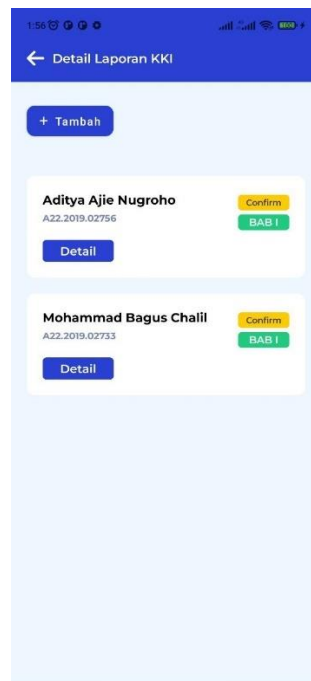 1:56
Detail Laporan KKI
+ Tambah
Aditya Ajie Nugroho
Confirm
A22.2019.02756
BAB I
Detail
Mohammad Bagus Chalil
Confirm
A22.2019.02733
BAB I
Detail